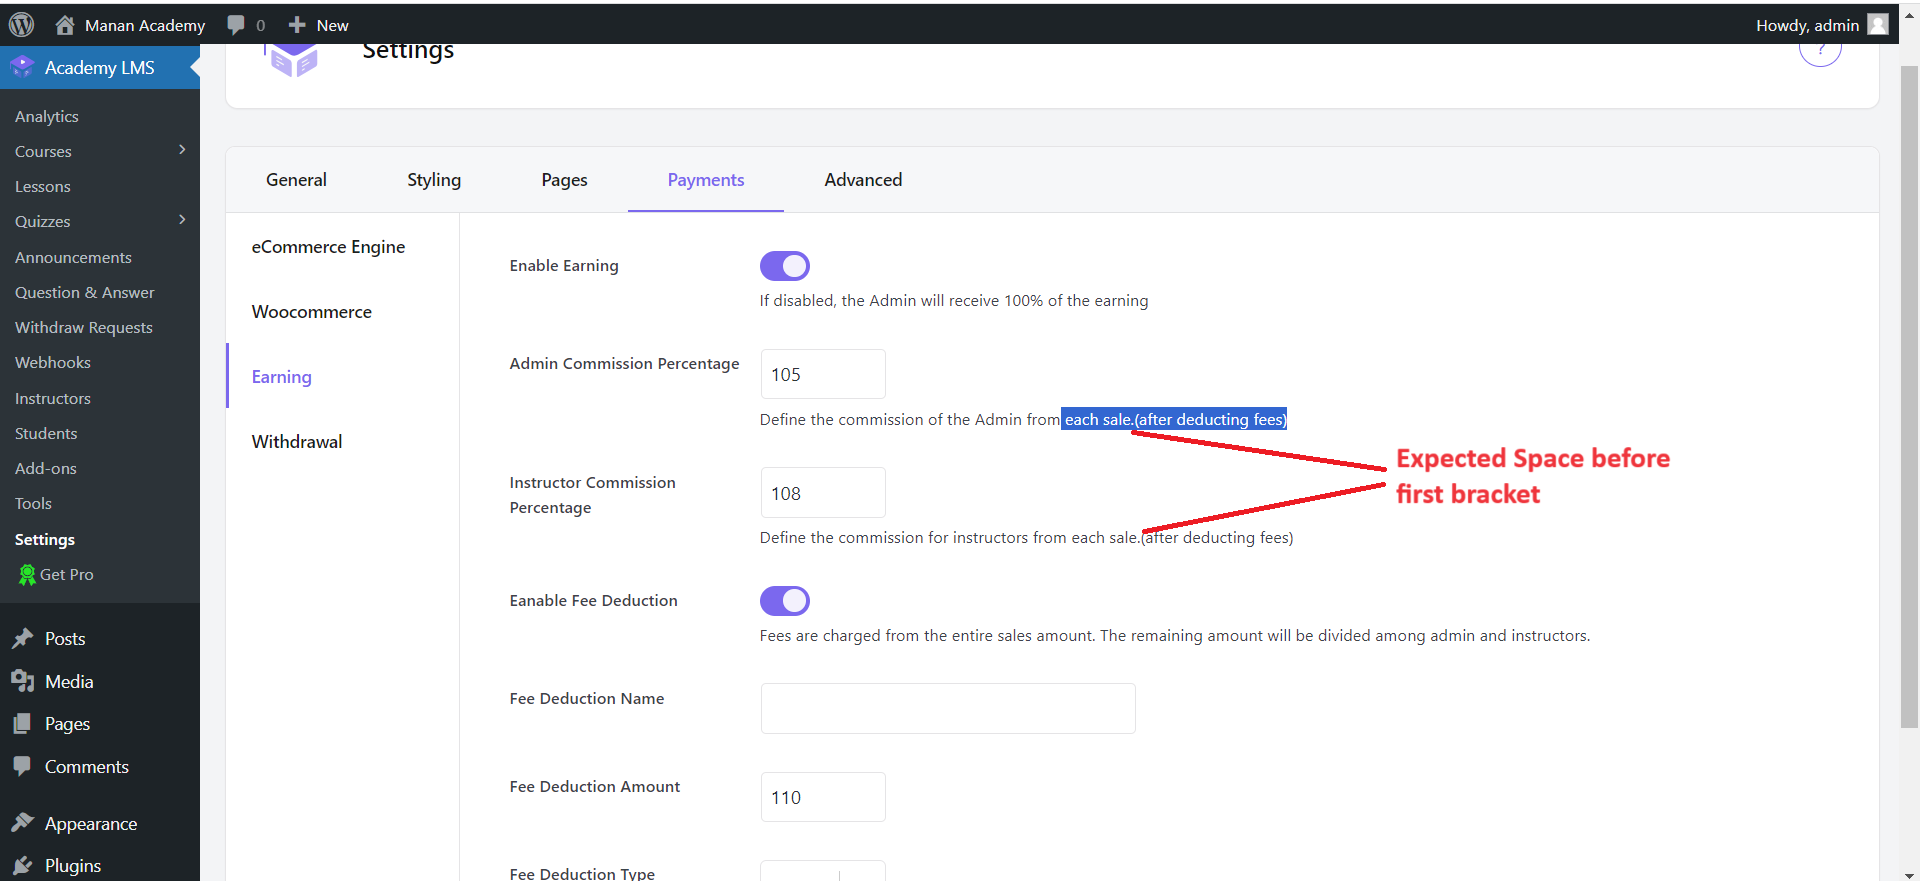 Manan Academy
0
New
Howdy, admin
Academy LMS
Settings
?
Analytics
Courses
Lessons
Quizzes
Announcements
Question & Answer
Withdraw Requests
Webhooks
Instructors
Students
Add-ons
Tools
Settings
Get Pro
Posts
Media
Pages
Comments
Appearance
Plugins
General
Styling
Pages
Payments
Advanced
eCommerce Engine
Woocommerce
Earning
Withdrawal
Enable Earning
If disabled, the Admin will receive 100% of the earning
Admin Commission Percentage
105
Define the commission of the Admin from each sale.(after deducting fees)
Expected Space before
first bracket
Instructor Commission
Percentage
108
Define the commission for instructors from each sale.(after deducting fees)
Eanable Fee Deduction
Fees are charged from the entire sales amount. The remaining amount will be divided among admin and instructors.
Fee Deduction Name
Fee Deduction Amount
110
Fee Deduction Type